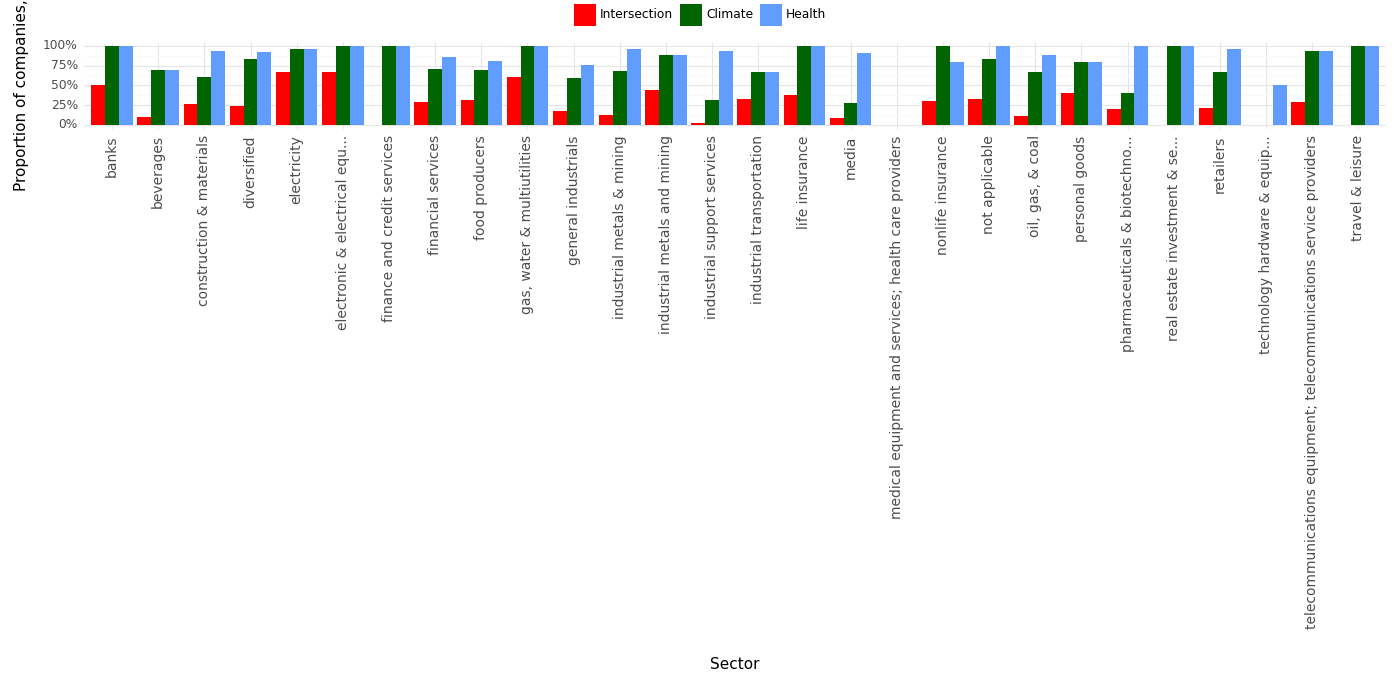 Intersection Climate Health
Proportion of companies,
100%
75%
50%
25%
0%
banks
beverages
construction & materials
diversified
electricity
electronic & electrical equ...
finance and credit services
financial services
food producers
gas, water & multiutilities
general industrials
industrial metals & mining
industrial metals and mining
industrial support services
industrial transportation
life insurance
media
medical equipment and services; health care providers
nonlife insurance
not applicable
oil, gas, & coal
personal goods
pharmaceuticals & biotechno...
real estate investment & se...
retailers
technology hardware & equip...
telecommunications equipment; telecommunications service providers
travel & leisure
Sector